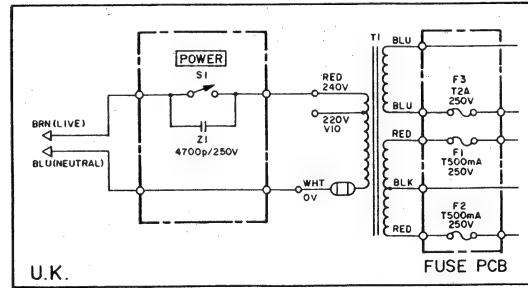 POWER
S1
Z1
4700p/250V
BRN(LIVE)
BLU(NEUTRAL)
RED
240V
220V
VIO
WHT
0V
T1
BLU
BLU
RED
BLK
RED
F3
T2A
250V
F1
T500mA
250V
F2
T500mA
250V
U.K.
FUSE PCB